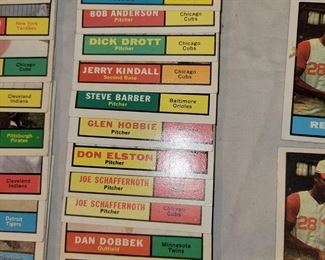 New York
Yankees
Chicago
Cubs
Cleveland
Indians
Pittsburgh
Pirates
Cleveland
Indians
Detroit
Tigers
BOB ANDERSON
Pitcher
Chicago
Cubs
DICK DROTT
Pitcher
Chicago
Cubs
JERRY KINDALL
Second Base
Chicago
Cubs
STEVE BARBER
Pitcher
Baltimore
Orioles
GLEN HOBBIE
Pitcher
DON ELSTON
Pitcher
JOE SCHAFFERNOTH
Pitcher
JOE SCHAFFERNOTH
Pitcher
Chicago
Cubs
DAN DOBBEK
Outfield
Minnesota
Twins
28
RE
28